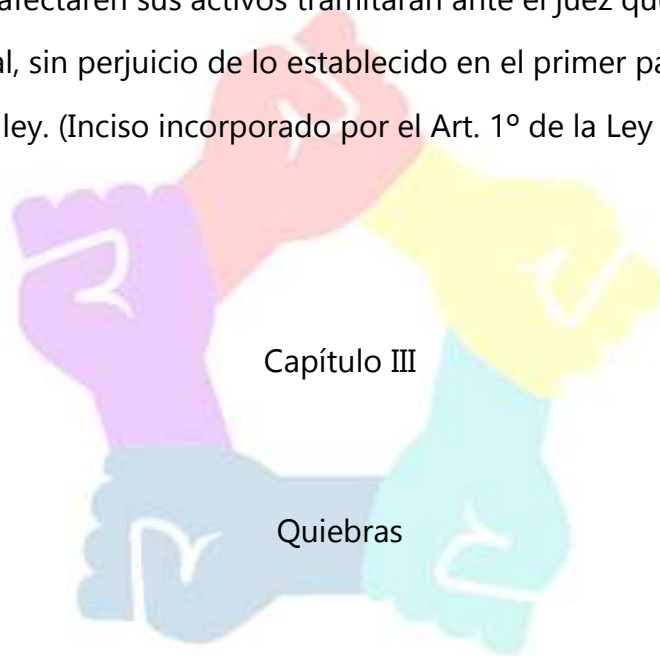 afectaren sus activos tramitarán ante el juez que
al, sin perjuicio de lo establecido en el primer pá
ley. (Inciso incorporado por el Art. 1º de la Ley
Capítulo III
Quiebras